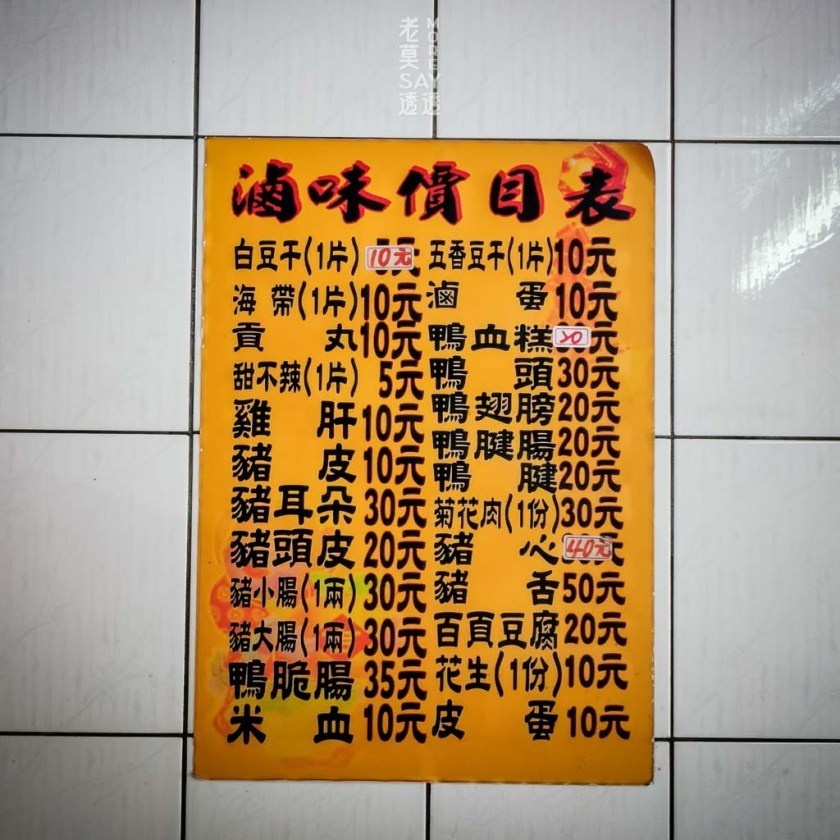 老莫 MORE
SAY
透透
滷味價目表
白豆干(1片) 10元
海帶(1片) 10元
貢丸 10元
甜不辣(1片) 5元
雞肝 10元
豬皮 10元
豬耳朵 30元
豬頭皮 20元
豬小腸(1兩) 30元
豬大腸(1兩) 30元
鴨脆腸 35元
米血 10元
五香豆干(1片) 10元
滷蛋 10元
鴨血糕 20元
鴨頭 30元
鴨翅膀 20元
鴨腱腸 20元
鴨腱 20元
菊花肉(1份) 30元
豬心 40元
豬舌 50元
百頁豆腐 20元
花生(1份) 10元
皮蛋 10元